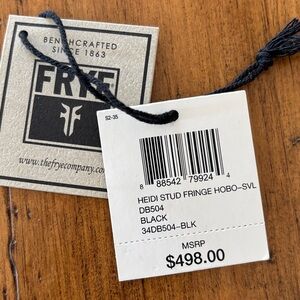 BENCHCRAFTED
SINCE 1863
FRYE
www.thefryecompany.com
S2-35
8 88542 79924 4
HEIDI STUD FRINGE HOBO-SVL
DB504
BLACK
34DB504-BLK
MSRP
$498.00